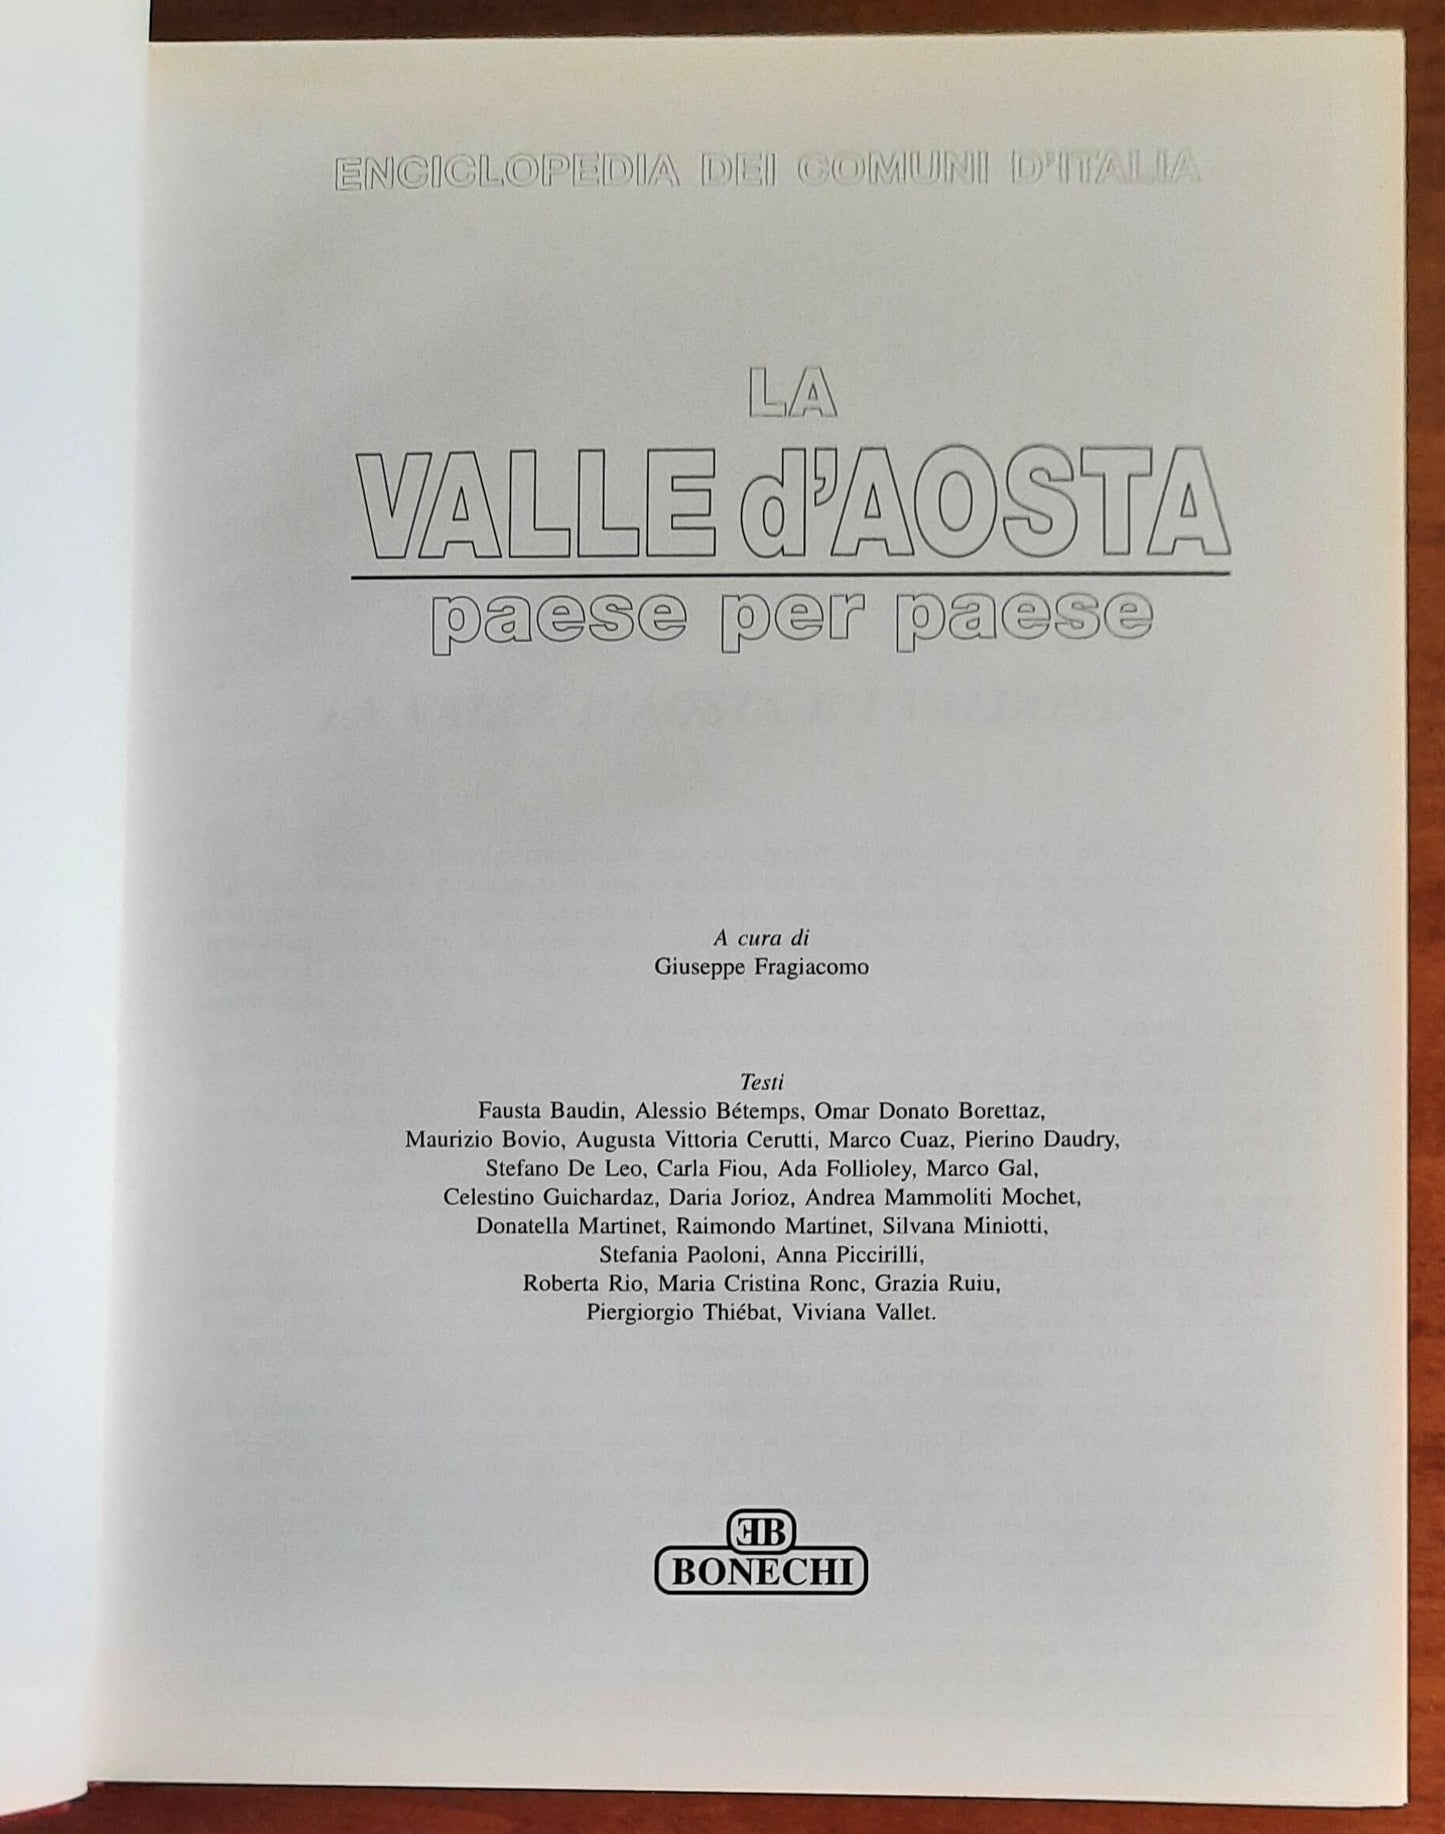 ENCICLOPEDIA DEI COMUNI D'ITALIA
LA
VALLE d'AOSTA
paese per paese
A cura di
Giuseppe Fragiacomo
Testi
Fausta Baudin, Alessio Bétemps, Omar Donato Borettaz,
Maurizio Bovio, Augusta Vittoria Cerutti, Marco Cuaz, Pierino Daudry,
Stefano De Leo, Carla Fiou, Ada Follioley, Marco Gal,
Celestino Guichardaz, Daria Jorioz, Andrea Mammoliti Mochet,
Donatella Martinet, Raimondo Martinet, Silvana Miniotti,
Stefania Paoloni, Anna Piccirilli,
Roberta Rio, Maria Cristina Ronc, Grazia Ruiu,
Piergiorgio Thiébat, Viviana Vallet.
EB
BONECHI